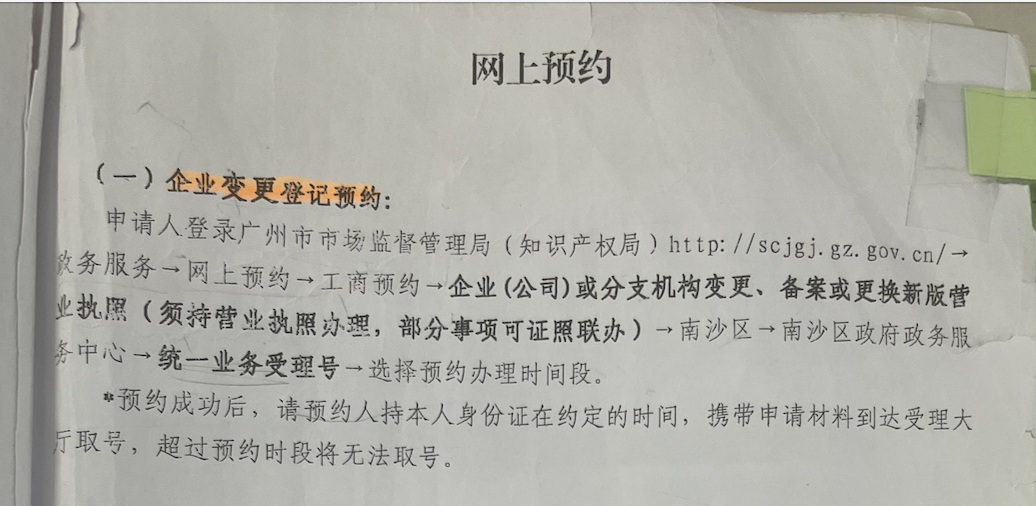 网上预约
（一）企业变更登记预约：
申请人登录广州市市场监督管理局（知识产权局）http://scjgj.gz.gov.cn/→
政务服务→网上预约→工商预约→企业(公司)或分支机构变更、备案或更换新版营
业执照（须持营业执照办理，部分事项可证照联办）→南沙区→南沙区政府政务服
务中心→统一业务受理号→选择预约办理时间段。
*预约成功后，请预约人持本人身份证在约定的时间，携带申请材料到达受理大
厅取号，超过预约时段将无法取号。